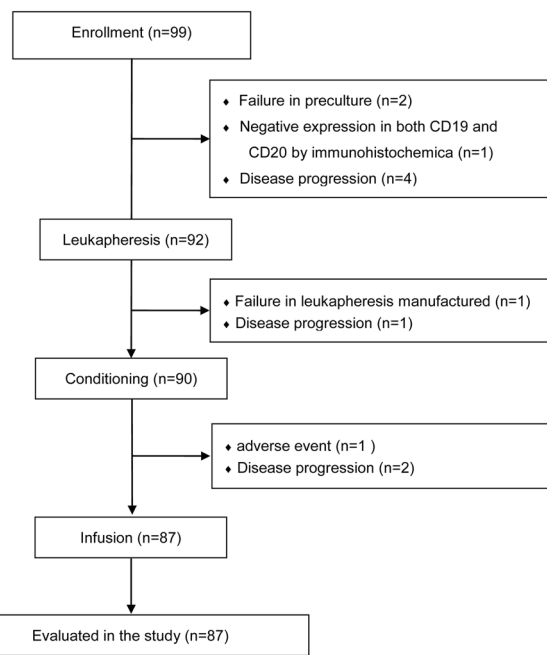 Enrollment (n=99)
♦ Failure in preculture (n=2)
♦ Negative expression in both CD19 and
CD20 by immunohistochemica (n=1)
♦ Disease progression (n=4)
Leukapheresis (n=92)
♦ Failure in leukapheresis manufactured (n=1)
♦ Disease progression (n=1)
Conditioning (n=90)
♦ adverse event (n=1 )
♦ Disease progression (n=2)
Infusion (n=87)
Evaluated in the study (n=87)